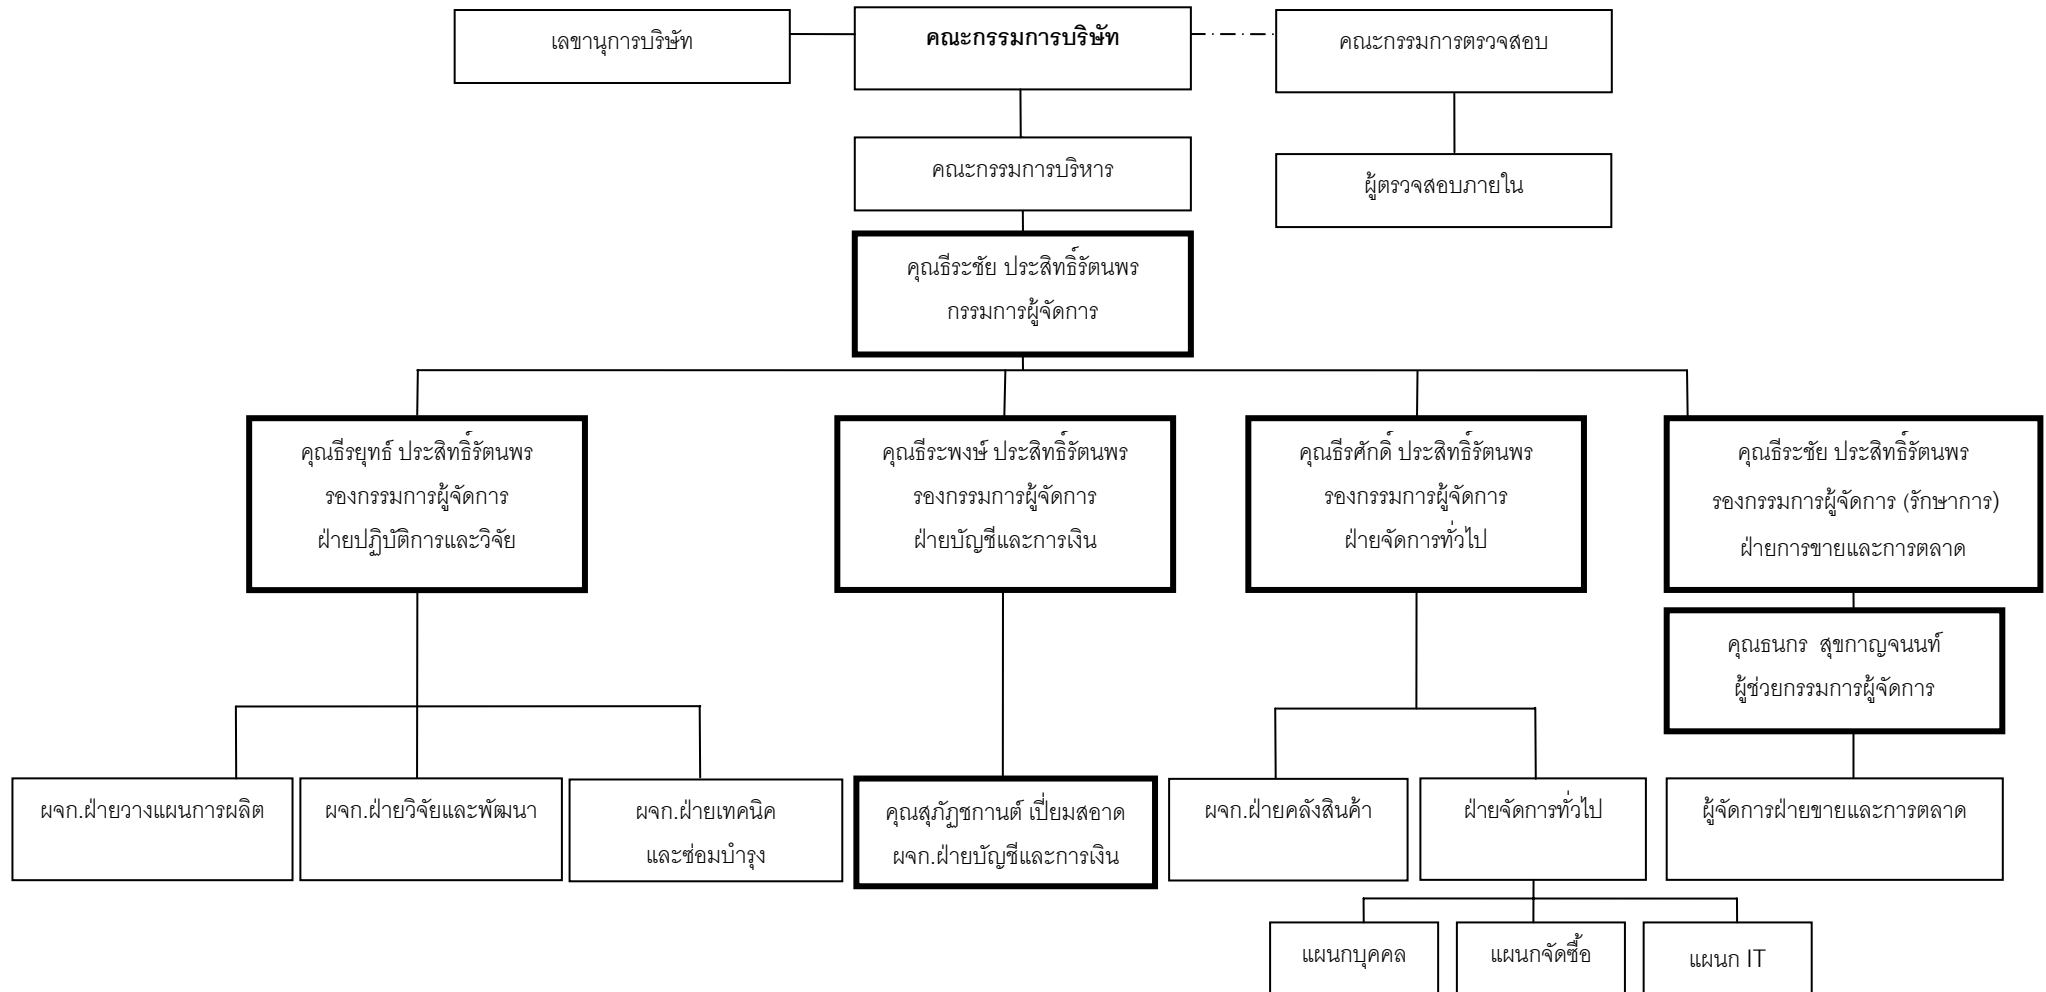 เลขานุการบริษัท
คณะกรรมการบริษัท
คณะกรรมการตรวจสอบ
คณะกรรมการบริหาร
ผู้ตรวจสอบภายใน
คุณธีระชัย ประสิทธิ์รัตนพร
กรรมการผู้จัดการ
คุณธีรยุทธ์ ประสิทธิ์รัตนพร
รองกรรมการผู้จัดการ
ฝ่ายปฏิบัติการและวิจัย
คุณธีระพงษ์ ประสิทธิ์รัตนพร
รองกรรมการผู้จัดการ
ฝ่ายบัญชีและการเงิน
คุณธีรศักดิ์ ประสิทธิ์รัตนพร
รองกรรมการผู้จัดการ
ฝ่ายจัดการทั่วไป
คุณธีระชัย ประสิทธิ์รัตนพร
รองกรรมการผู้จัดการ (รักษาการ)
ฝ่ายการขายและการตลาด
คุณธนกร สุขกาญจนนท์
ผู้ช่วยกรรมการผู้จัดการ
ผจก.ฝ่ายวางแผนการผลิต
ผจก.ฝ่ายวิจัยและพัฒนา
ผจก.ฝ่ายเทคนิค
และซ่อมบำรุง
คุณสุภัฏชกานต์ เปี่ยมสอาด
ผจก.ฝ่ายบัญชีและการเงิน
ผจก.ฝ่ายคลังสินค้า
ฝ่ายจัดการทั่วไป
ผู้จัดการฝ่ายขายและการตลาด
แผนกบุคคล
แผนกจัดซื้อ
แผนก IT